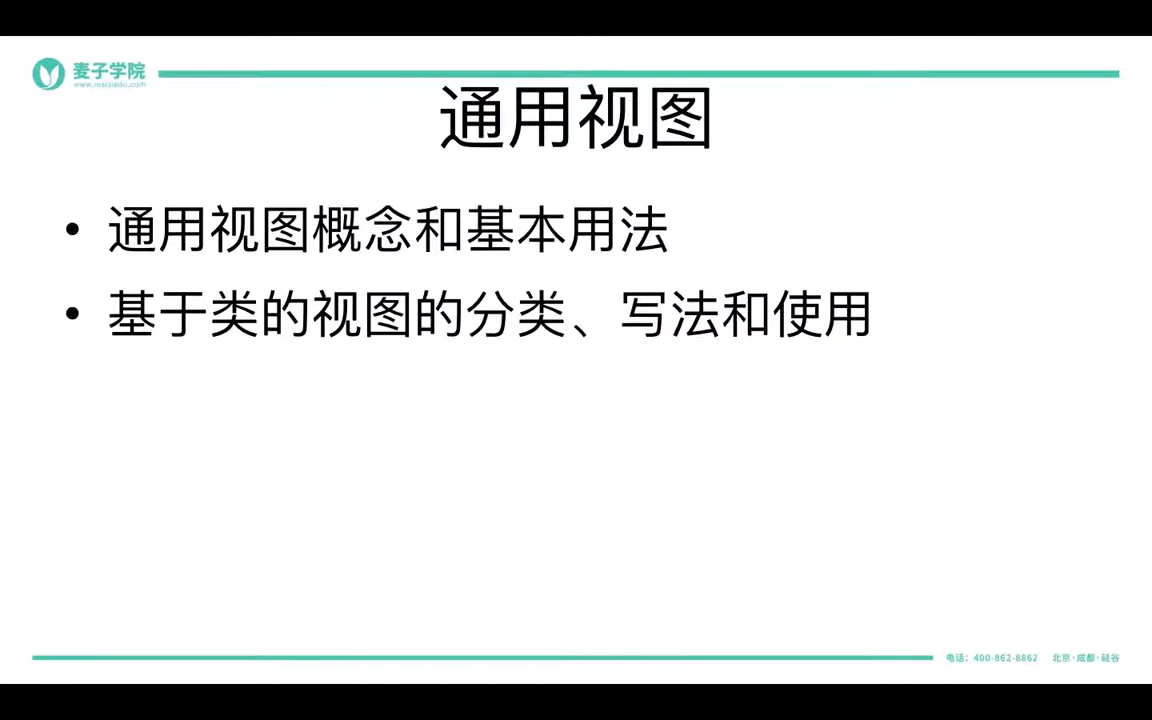 麦子学院
www.maiziedu.com
通用视图
• 通用视图概念和基本用法
• 基于类的视图的分类、写法和使用
电话：400-862-8862 北京·成都·硅谷